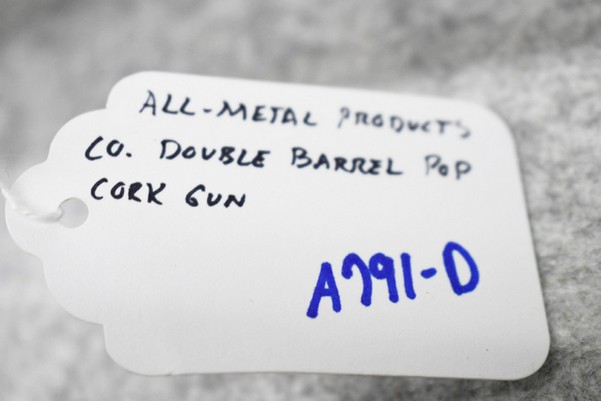 ALL-METAL PRODUCTS
CO. DOUBLE BARREL POP
CORK GUN
A791-D